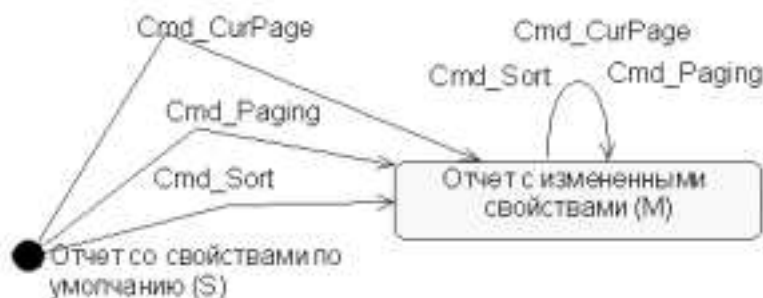 Cmd_CurPage
Cmd_CurPage
Cmd_Sort
Cmd_Paging
Cmd_Paging
Cmd_Sort
Отчет с измененными
свойствами (M)
Отчет со свойствами по
умолчанию (S)